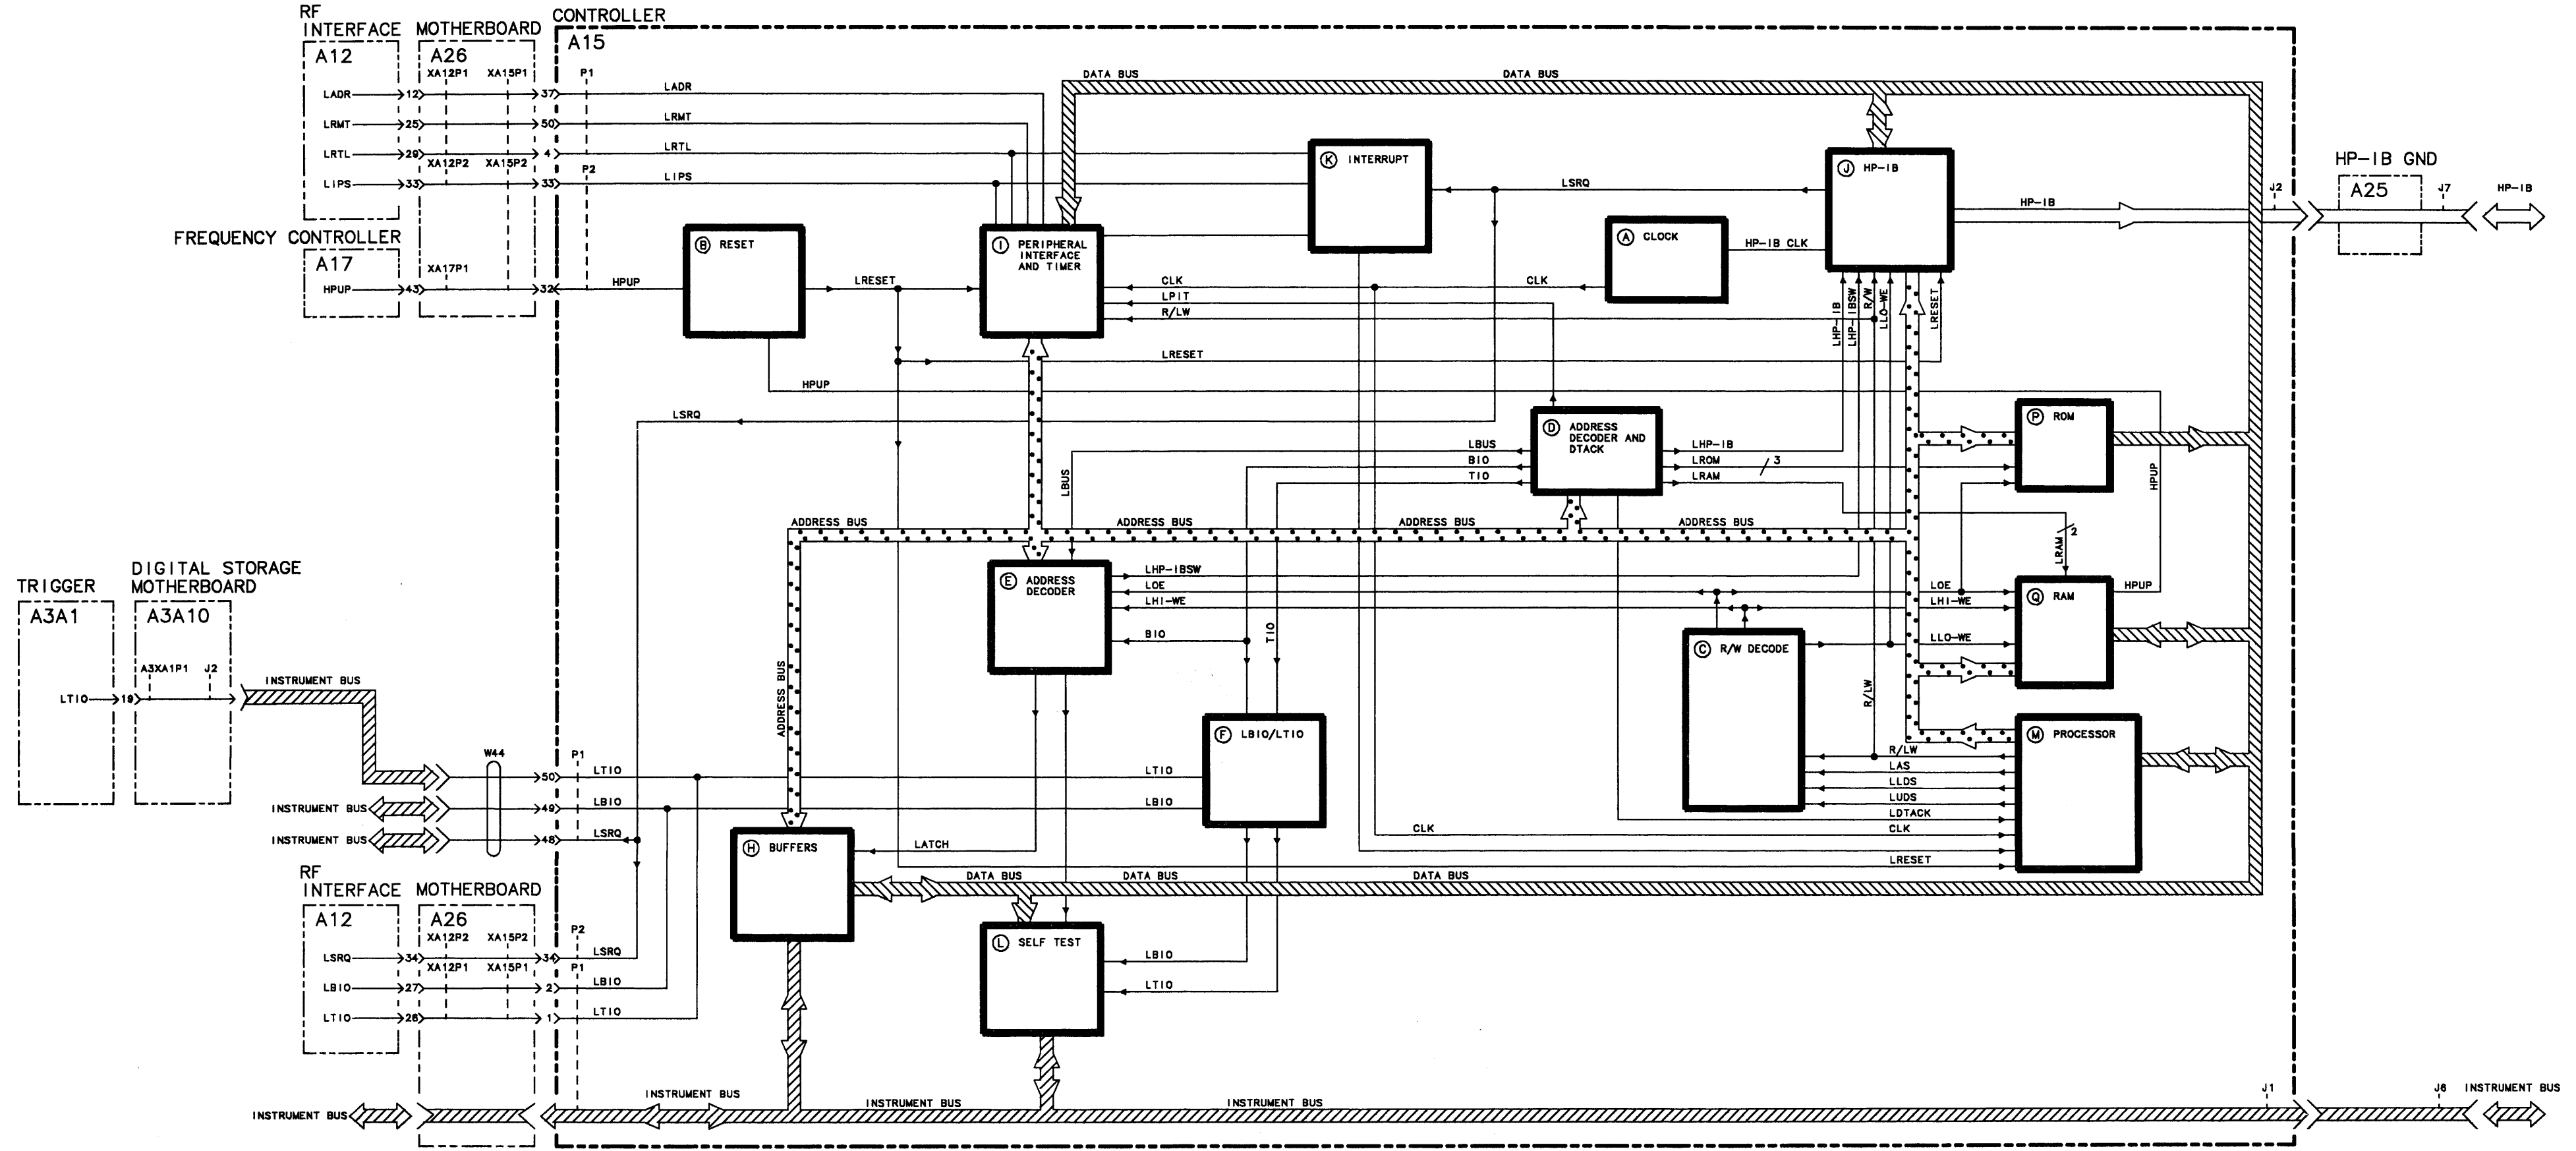 RF
INTERFACE
MOTHERBOARD
CONTROLLER
A12
A26
A15
XA12P1
XA15P1
P1
LADR
12
37
LADR
LRMT
25
50
LRMT
LRTL
29
4
LRTL
XA12P2
XA15P2
P2
LIPS
33
33
LIPS
DATA BUS
DATA BUS
K INTERRUPT
J HP-IB
LSRQ
HP-IB
HP-IB GND
A25
J2
J7
HP-IB
FREQUENCY CONTROLLER
A17
XA17P1
HPUP
43
32
HPUP
B RESET
LRESET
I PERIPHERAL
INTERFACE
AND TIMER
A CLOCK
HP-IB CLK
CLK
CLK
LPIT
R/LW
LHP-IB
LHP-IBSW
R/W
LLO-WE
LRESET
LRESET
HPUP
LSRQ
D ADDRESS
DECODER AND
DTACK
LBUS
BIO
TIO
LHP-IB
LROM
3
LRAM
P ROM
HPUP
LBUS
ADDRESS BUS
ADDRESS BUS
ADDRESS BUS
ADDRESS BUS
LRAM
2
E ADDRESS
DECODER
LHP-IBSW
LOE
LHI-WE
BIO
TIO
LOE
LHI-WE
LLO-WE
Q RAM
HPUP
C R/W DECODE
R/LW
TRIGGER
DIGITAL STORAGE
MOTHERBOARD
A3A1
A3A10
A3XA1P1
J2
LTIO
19
INSTRUMENT BUS
ADDRESS BUS
F LBIO/LTIO
M PROCESSOR
R/LW
LAS
LLDS
LUDS
LDTACK
CLK
CLK
LRESET
W44
P1
50
LTIO
LTIO
INSTRUMENT BUS
49
LBIO
LBIO
INSTRUMENT BUS
48
LSRQ
H BUFFERS
LATCH
DATA BUS
DATA BUS
DATA BUS
RF
INTERFACE
MOTHERBOARD
A12
A26
XA12P2
XA15P2
P2
LSRQ
34
34
LSRQ
XA12P1
XA15P1
P1
LBIO
27
2
LBIO
LTIO
26
1
LTIO
L SELF TEST
LBIO
LTIO
INSTRUMENT BUS
INSTRUMENT BUS
INSTRUMENT BUS
INSTRUMENT BUS
J1
J6
INSTRUMENT BUS